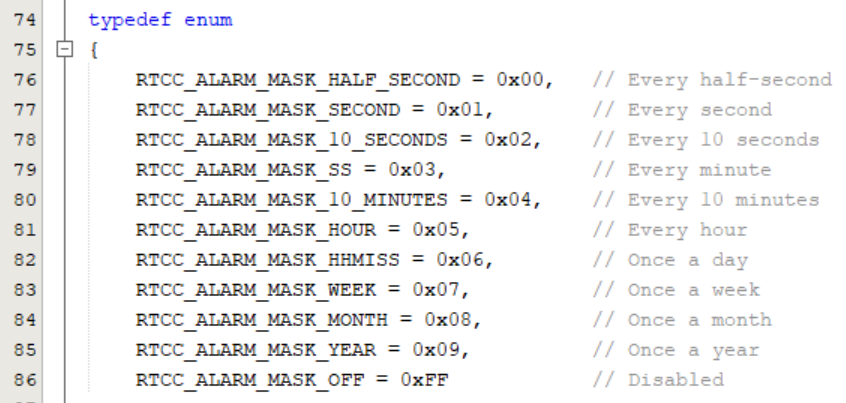 74 typedef enum
75 {
76 RTCC_ALARM_MASK_HALF_SECOND = 0x00, // Every half-second
77 RTCC_ALARM_MASK_SECOND = 0x01, // Every second
78 RTCC_ALARM_MASK_10_SECONDS = 0x02, // Every 10 seconds
79 RTCC_ALARM_MASK_SS = 0x03, // Every minute
80 RTCC_ALARM_MASK_10_MINUTES = 0x04, // Every 10 minutes
81 RTCC_ALARM_MASK_HOUR = 0x05, // Every hour
82 RTCC_ALARM_MASK_HHMISS = 0x06, // Once a day
83 RTCC_ALARM_MASK_WEEK = 0x07, // Once a week
84 RTCC_ALARM_MASK_MONTH = 0x08, // Once a month
85 RTCC_ALARM_MASK_YEAR = 0x09, // Once a year
86 RTCC_ALARM_MASK_OFF = 0xFF // Disabled